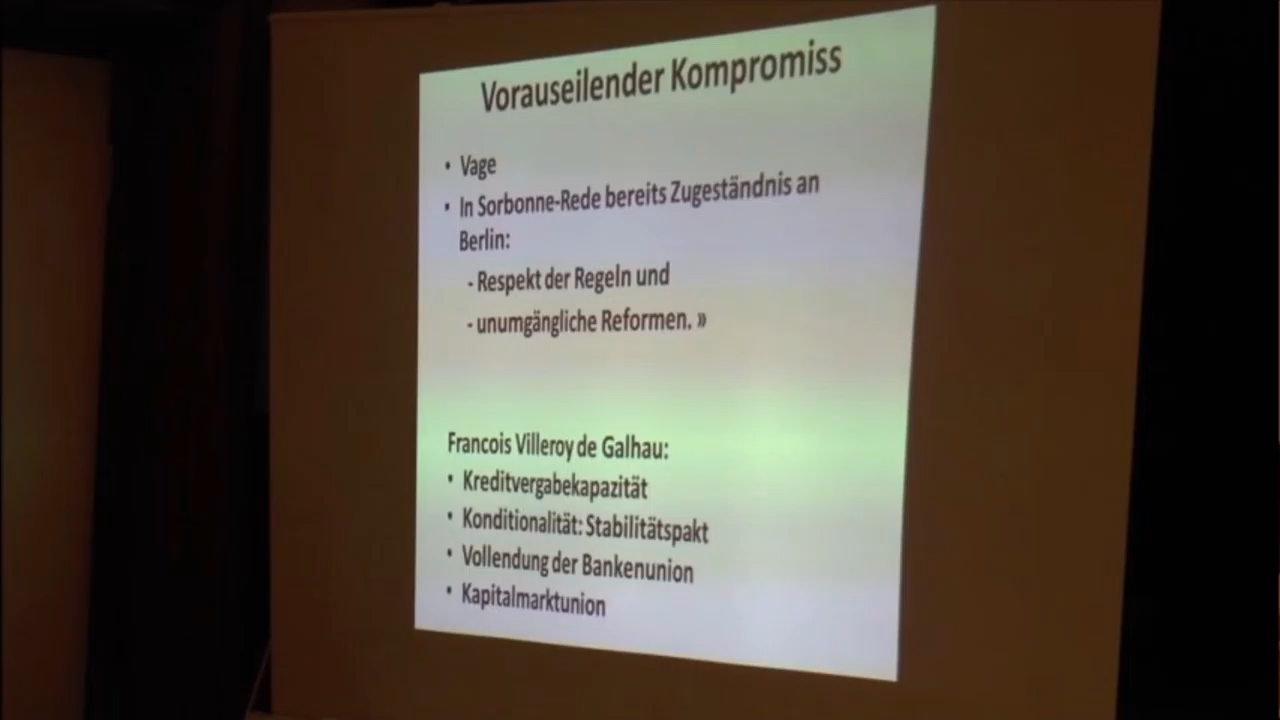 Vorauseilender Kompromiss
• Vage
• In Sorbonne-Rede bereits Zugeständnis an
Berlin:
- Respekt der Regeln und
- unumgängliche Reformen. »
Francois Villeroy de Galhau:
• Kreditvergabekapazität
• Konditionalität: Stabilitätspakt
• Vollendung der Bankenunion
• Kapitalmarktunion